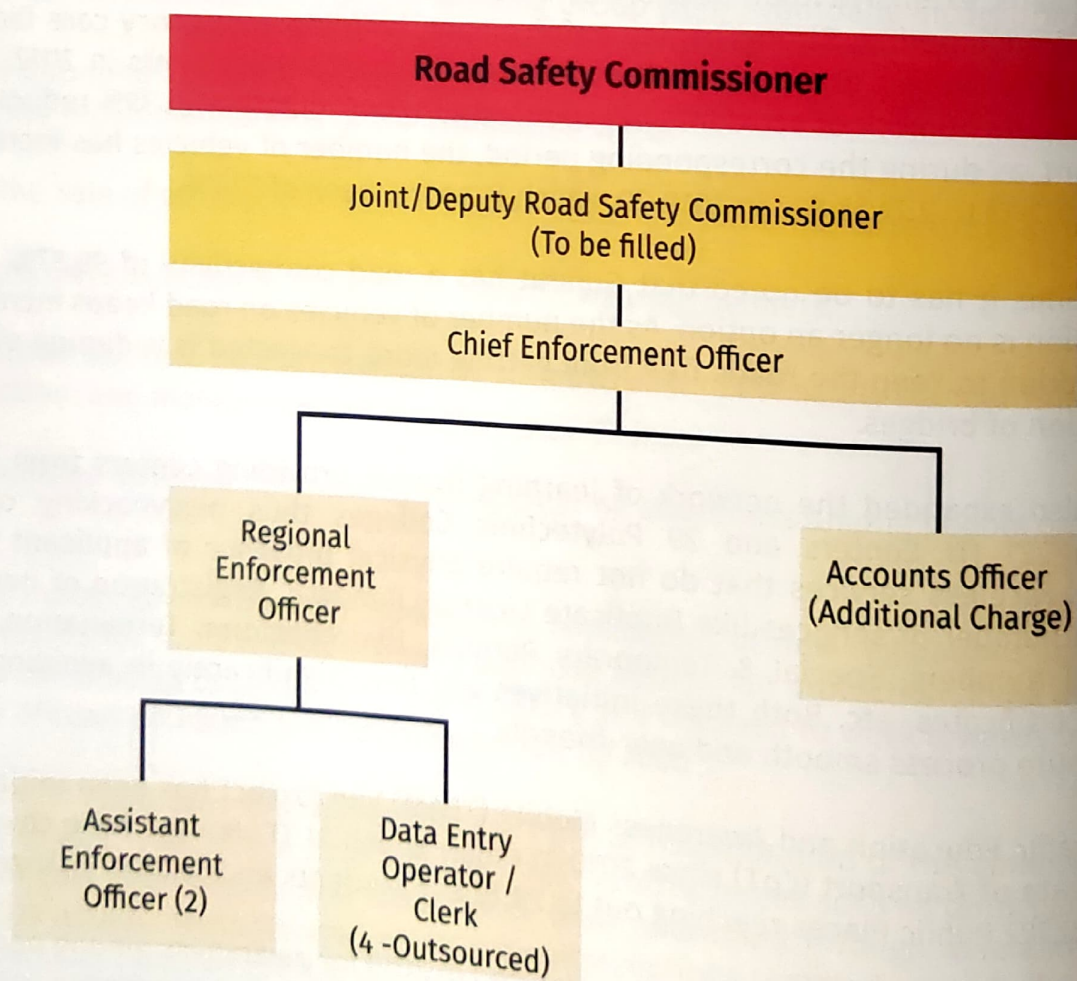 Road Safety Commissioner
Joint/Deputy Road Safety Commissioner
(To be filled)
Chief Enforcement Officer
Regional
Enforcement
Officer
Accounts Officer
(Additional Charge)
Assistant
Enforcement
Officer (2)
Data Entry
Operator /
Clerk
(4 -Outsourced)